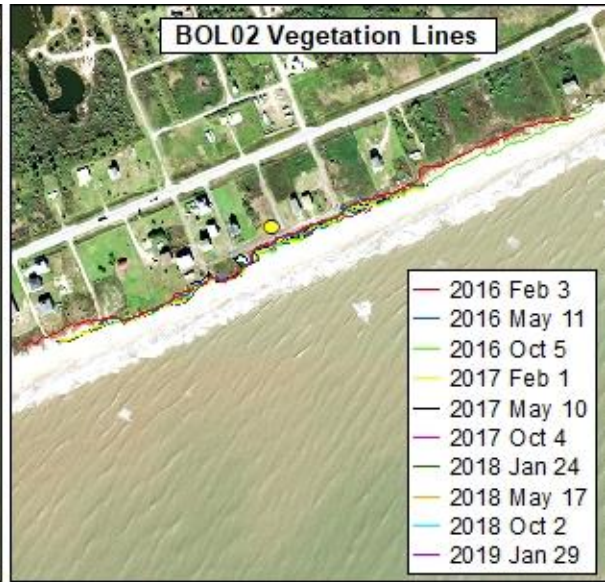 BOL02 Vegetation Lines
2016 Feb 3
2016 May 11
2016 Oct 5
2017 Feb 1
2017 May 10
2017 Oct 4
2018 Jan 24
2018 May 17
2018 Oct 2
2019 Jan 29